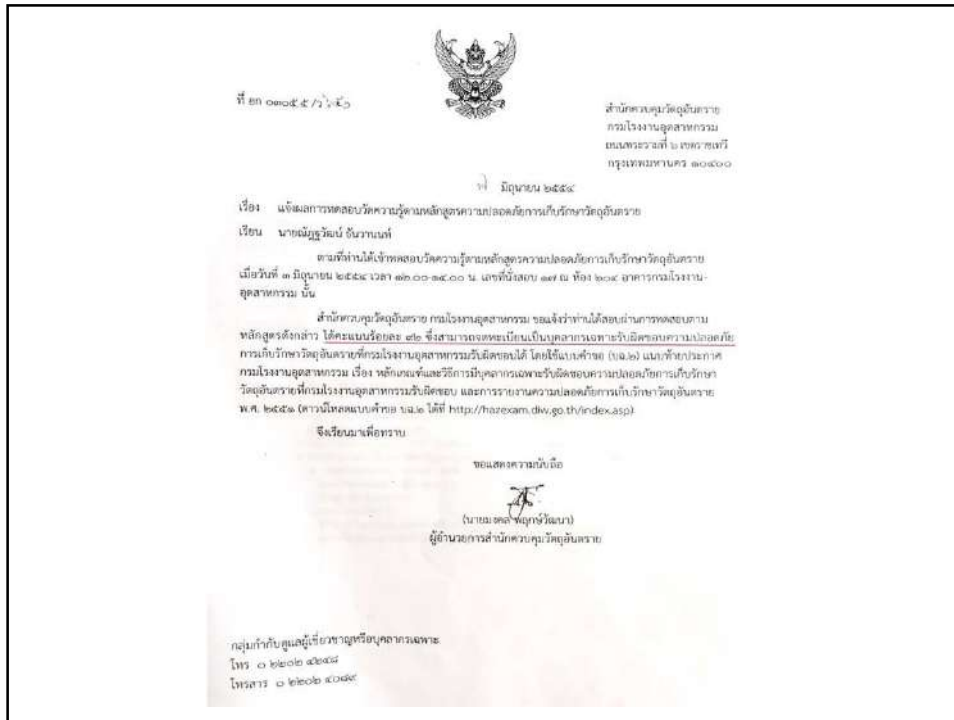 ที่ อก ๐๓๐๕.๕/
สำนักควบคุมวัตถุอันตราย
กรมโรงงานอุตสาหกรรม
ถนนพระรามที่ ๖ เขตราชเทวี
กรุงเทพมหานคร ๑๐๔๐๐
มิถุนายน ๒๕๕๔
เรื่อง แจ้งผลการทดสอบวัดความรู้ตามหลักสูตรความปลอดภัยการเก็บรักษาวัตถุอันตราย
เรียน นายณัฏฐวัฒน์ ธันวานนท์
ตามที่ท่านได้เข้าทดสอบวัดความรู้ตามหลักสูตรความปลอดภัยการเก็บรักษาวัตถุอันตราย
เมื่อวันที่ ๓ มิถุนายน ๒๕๕๔ เวลา ๑๒.๐๐-๑๔.๐๐ น. เลขที่นั่งสอบ ๑๗ ณ ห้อง ๒๐๔ อาคารกรมโรงงาน-
อุตสาหกรรม นั้น
สำนักควบคุมวัตถุอันตราย กรมโรงงานอุตสาหกรรม ขอแจ้งว่าท่านได้สอบผ่านการทดสอบตาม
หลักสูตรดังกล่าว ได้คะแนนร้อยละ ๙๒ ซึ่งสามารถจดทะเบียนเป็นบุคลากรเฉพาะรับผิดชอบความปลอดภัย
การเก็บรักษาวัตถุอันตรายที่กรมโรงงานอุตสาหกรรมรับผิดชอบได้ โดยใช้แบบคำขอ (บฉ.๒) แนบท้ายประกาศ
กรมโรงงานอุตสาหกรรม เรื่อง หลักเกณฑ์และวิธีการมีบุคลากรเฉพาะรับผิดชอบความปลอดภัยการเก็บรักษา
วัตถุอันตรายที่กรมโรงงานอุตสาหกรรมรับผิดชอบ และการรายงานความปลอดภัยการเก็บรักษาวัตถุอันตราย
พ.ศ. ๒๕๕๑ (ดาวน์โหลดแบบคำขอ บฉ.๒ ได้ที่ http://hazexam.diw.go.th/index.asp)
จึงเรียนมาเพื่อทราบ
ขอแสดงความนับถือ
(นายมงคล พฤกษ์วัฒนา)
ผู้อำนวยการสำนักควบคุมวัตถุอันตราย
กลุ่มกำกับดูแลผู้เชี่ยวชาญหรือบุคลากรเฉพาะ
โทร ๐ ๒๒๐๒ ๔๒๔๘
โทรสาร ๐ ๒๒๐๒